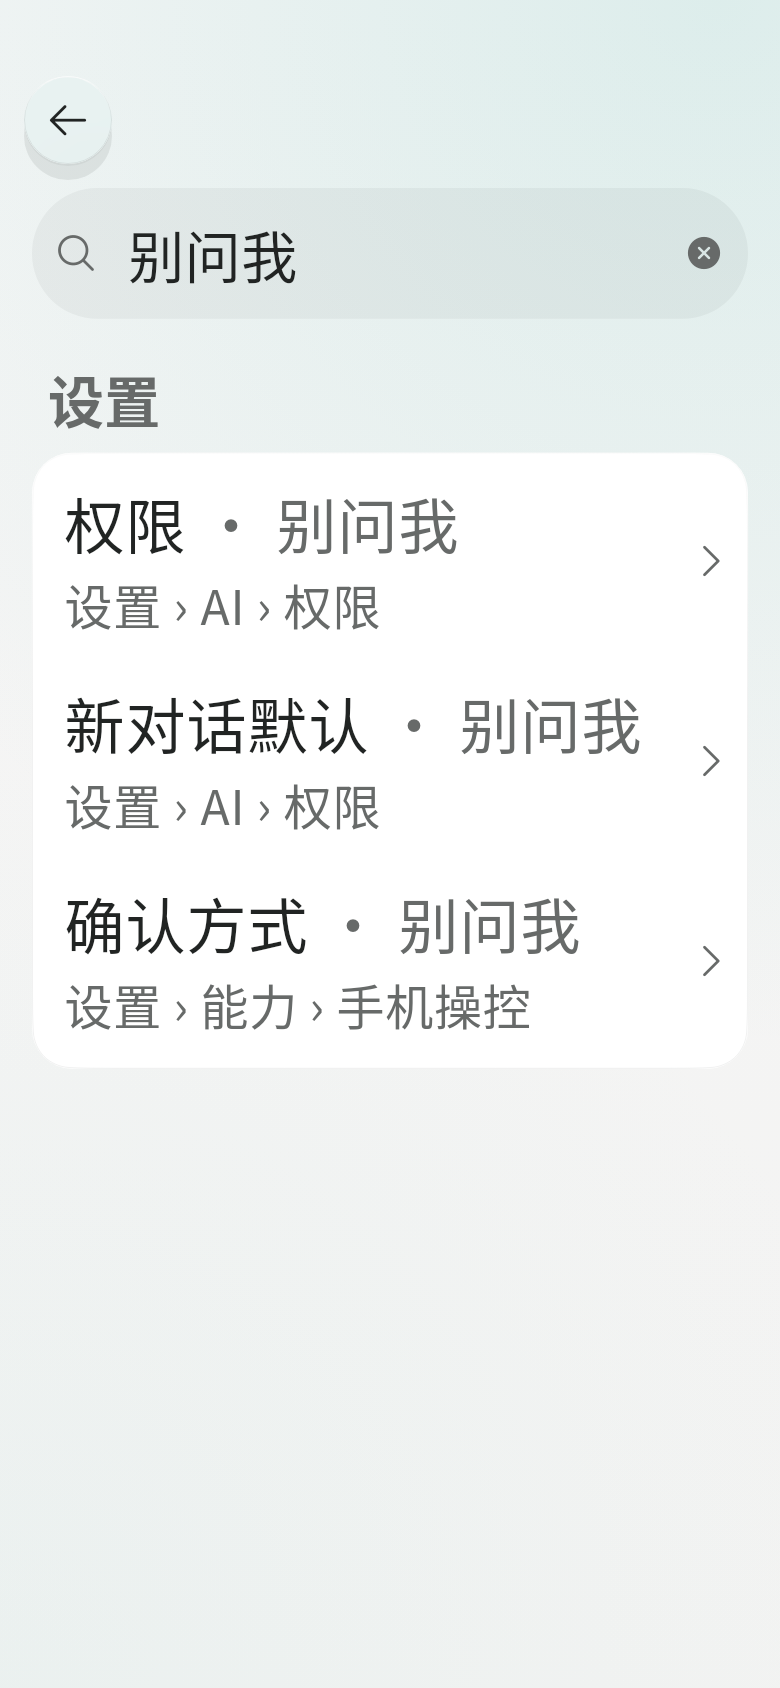 别问我
设置
权限 · 别问我
设置 › AI › 权限
新对话默认 · 别问我
设置 › AI › 权限
确认方式 · 别问我
设置 › 能力 › 手机操控